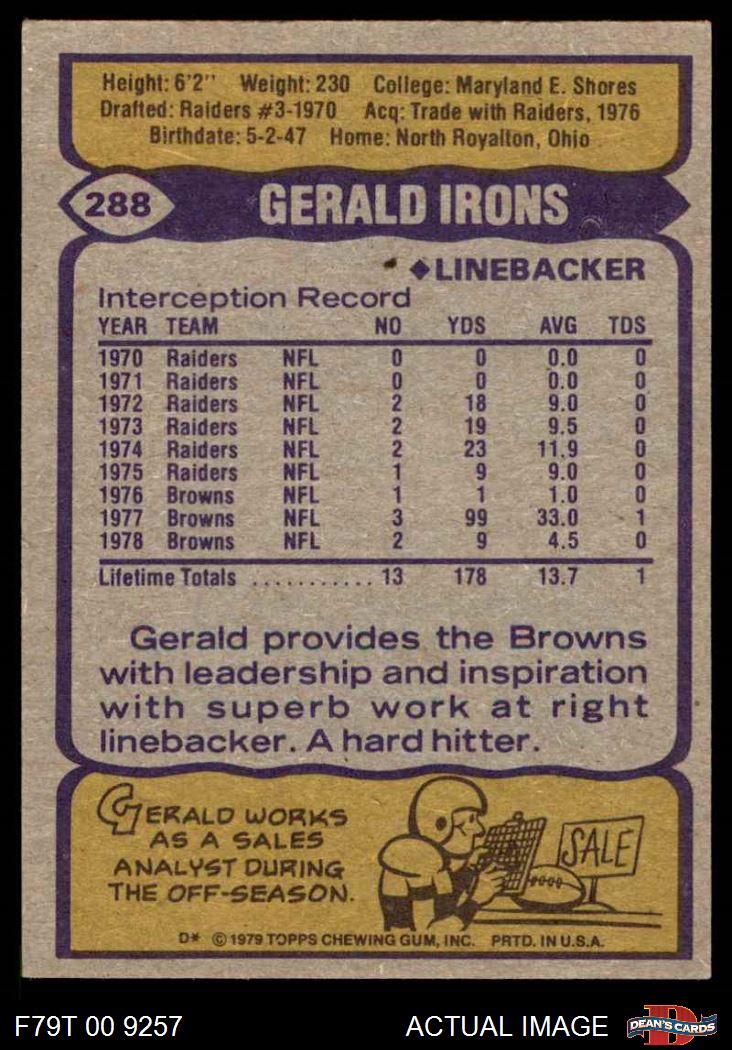 Height: 6'2" Weight: 230 College: Maryland E. Shores
Drafted: Raiders #3-1970 Acq: Trade with Raiders, 1976
Birthdate: 5-2-47 Home: North Royalton, Ohio
288 GERALD IRONS
◆LINEBACKER
Interception Record
YEAR TEAM NO YDS AVG TDS
1970 Raiders NFL 0 0 0.0 0
1971 Raiders NFL 0 0 0.0 0
1972 Raiders NFL 2 18 9.0 0
1973 Raiders NFL 2 19 9.5 0
1974 Raiders NFL 2 23 11.9 0
1975 Raiders NFL 1 9 9.0 0
1976 Browns NFL 1 1 1.0 0
1977 Browns NFL 3 99 33.0 1
1978 Browns NFL 2 9 4.5 0
Lifetime Totals ........... 13 178 13.7 1
Gerald provides the Browns
with leadership and inspiration
with superb work at right
linebacker. A hard hitter.
GERALD WORKS
AS A SALES
ANALYST DURING
THE OFF-SEASON.
SALE
D* © 1979 TOPPS CHEWING GUM, INC. PRTD. IN U.S.A.
F79T 00 9257 ACTUAL IMAGE D DEAN'S CARDS